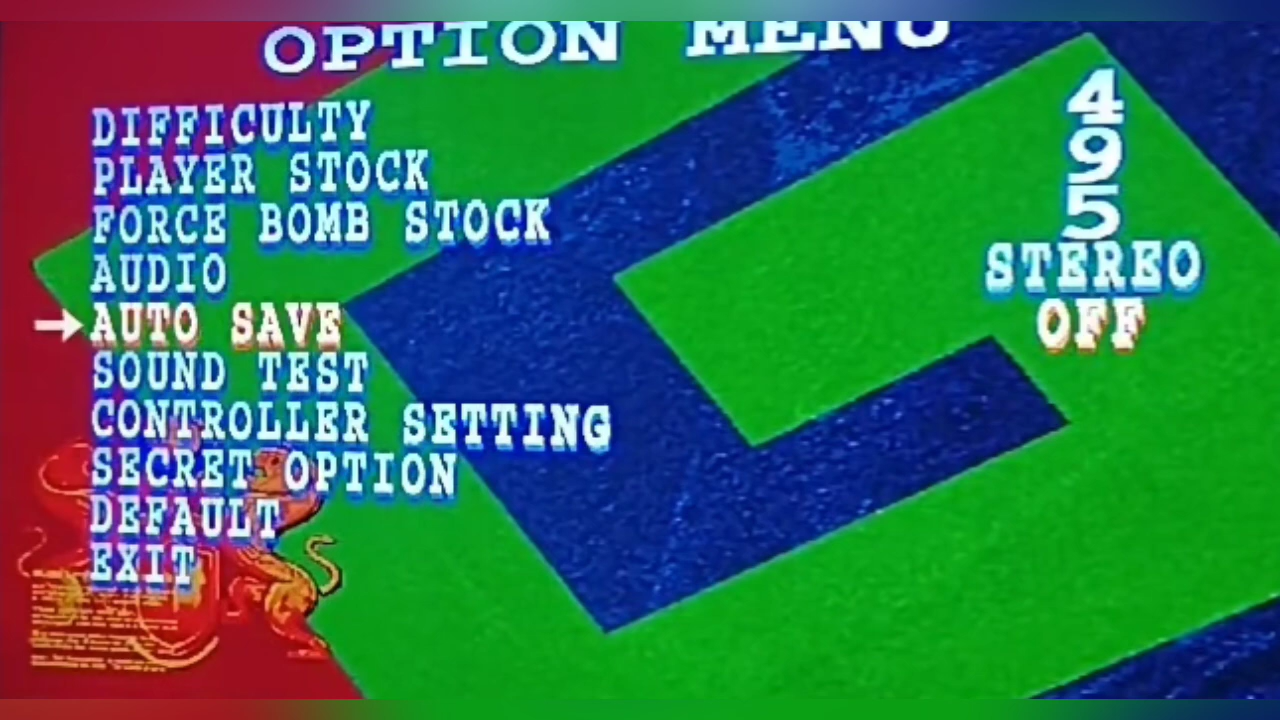 OPTION MENU
DIFFICULTY 4
PLAYER STOCK 9
FORCE BOMB STOCK 5
AUDIO STEREO
AUTO SAVE OFF
SOUND TEST
CONTROLLER SETTING
SECRET OPTION
DEFAULT
EXIT